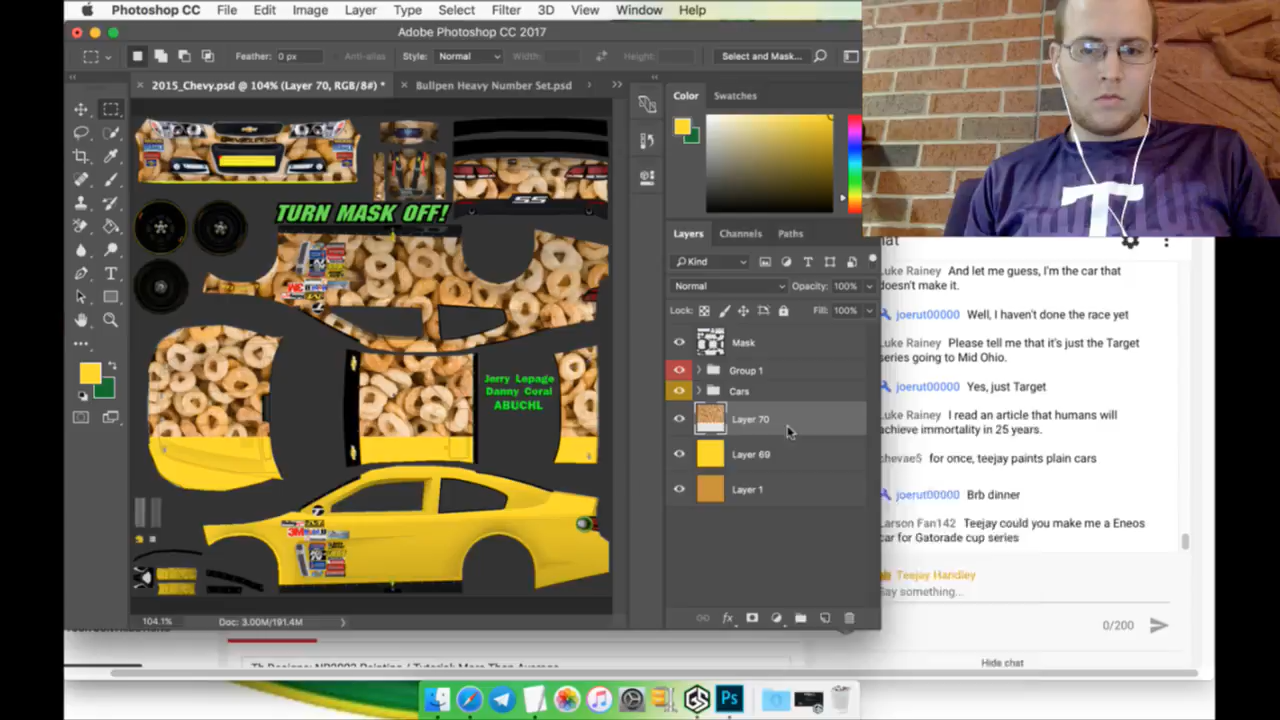 Photoshop CC File Edit Image Layer Type Select Filter 3D View Window Help
Adobe Photoshop CC 2017
Feather: 0 px Anti-alias Style: Normal Width: Height: Select and Mask...
2015_Chevy.psd @ 104% (Layer 70, RGB/8#) * Bullpen Heavy Number Set.psd
Color Swatches
SS
TURN MASK OFF!
3M
Jerry Lepage
Danny Coral
ABUCHL
3M
T
Layers Channels Paths
Kind
Normal Opacity: 100%
Lock: Fill: 100%
Mask
Group 1
Cars
Layer 70
Layer 69
Layer 1
fx
104.1% Doc: 3.00M/191.4M
Luke Rainey And let me guess, I'm the car that
doesn't make it.
joerut00000 Well, I haven't done the race yet
Luke Rainey Please tell me that it's just the Target
series going to Mid Ohio.
joerut00000 Yes, just Target
Luke Rainey I read an article that humans will
achieve immortality in 25 years.
chevae5 for once, teejay paints plain cars
joerut00000 Brb dinner
Larson Fan142 Teejay could you make me a Eneos
car for Gatorade cup series
Teejay Handley
Say something...
0/200
Hide chat
Ps